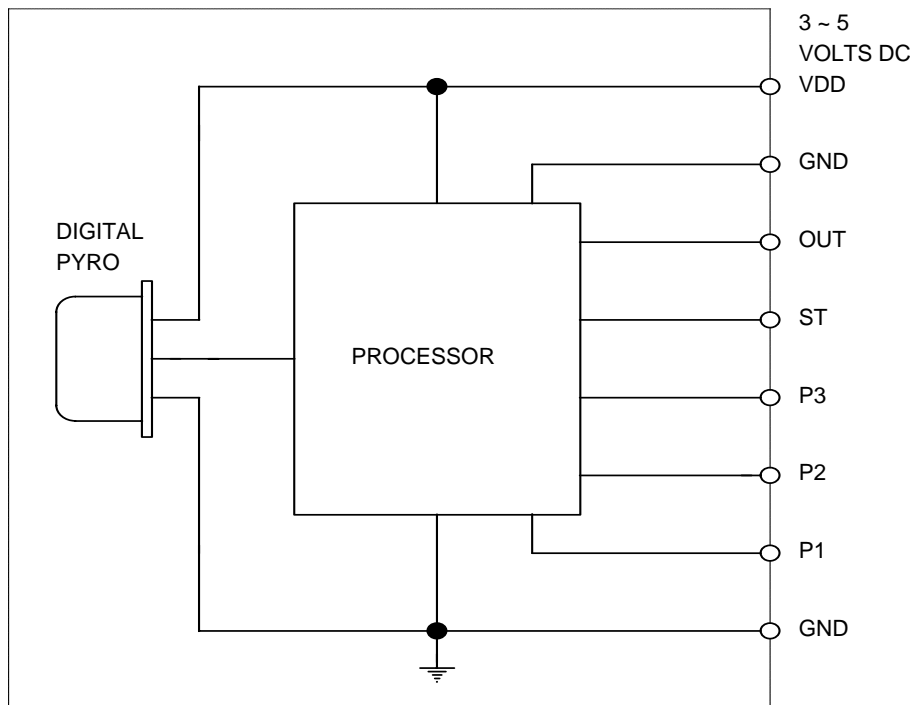 3 ~ 5
VOLTS DC
VDD
GND
DIGITAL
PYRO
OUT
ST
PROCESSOR
P3
P2
P1
GND